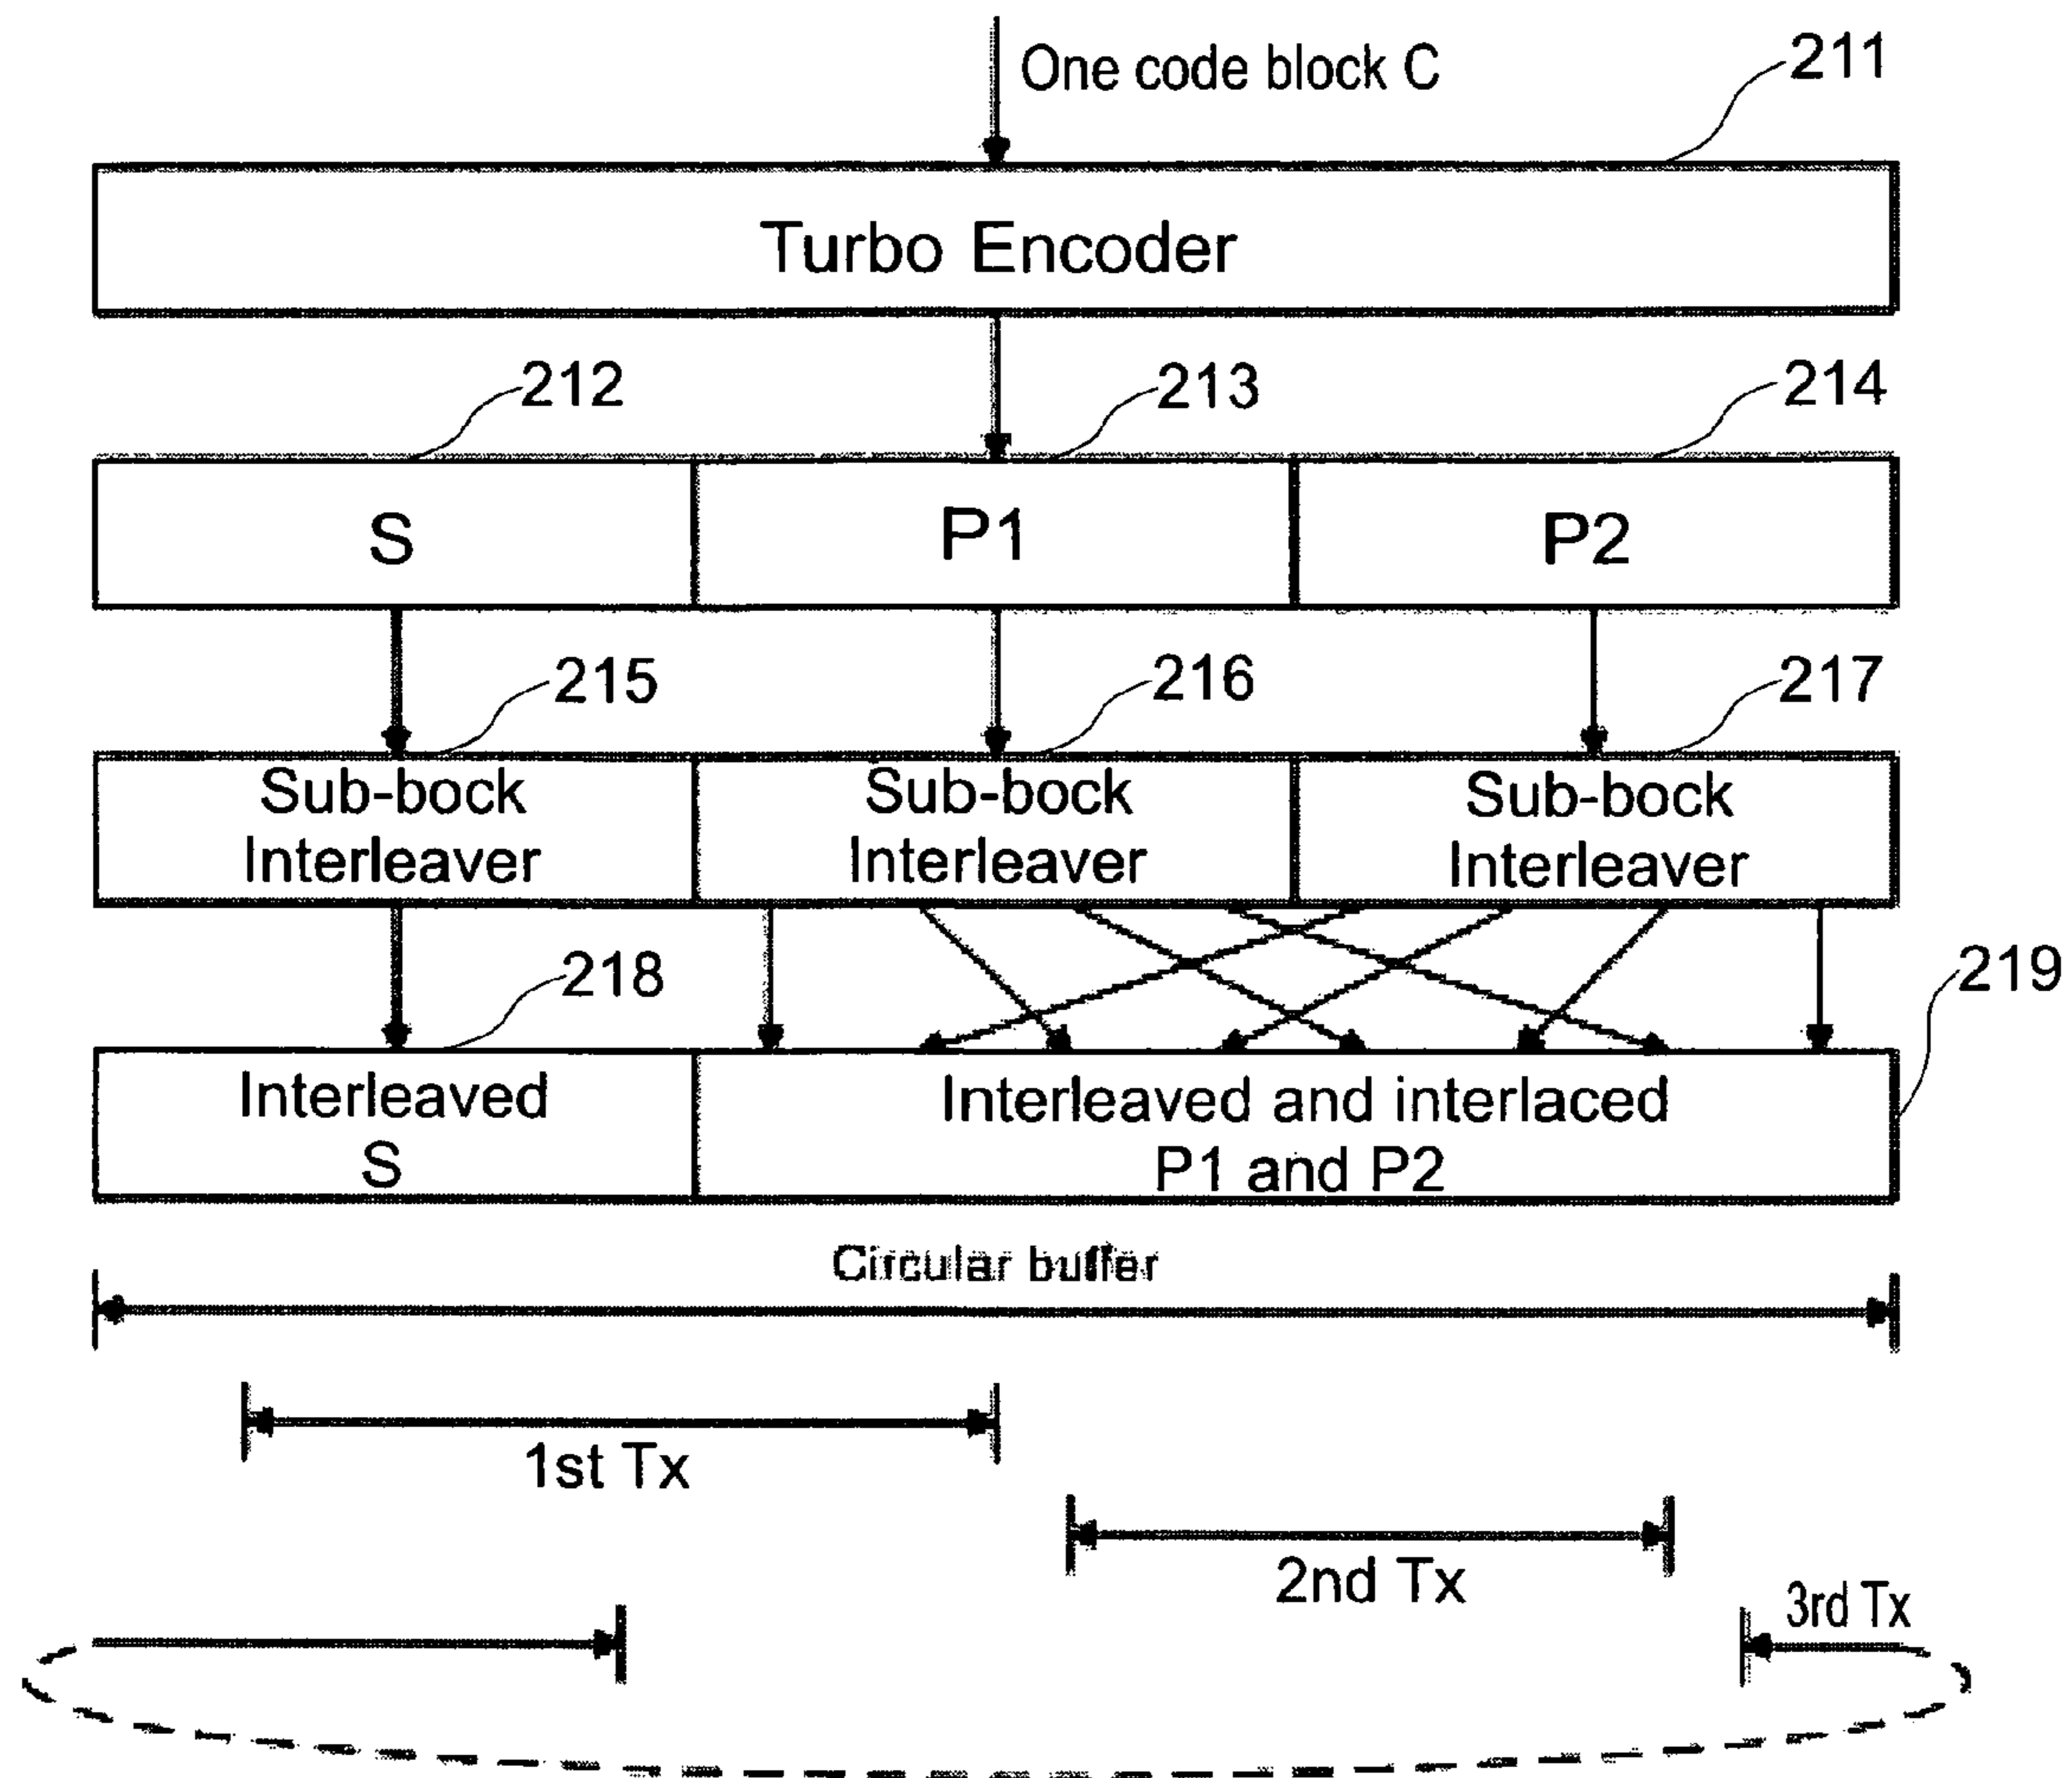 One code block C
211
Turbo Encoder
212
213
214
S
P1
P2
215
216
217
Sub-bock
Interleaver
Sub-bock
Interleaver
Sub-bock
Interleaver
218
219
Interleaved
S
Interleaved and interlaced
P1 and P2
Circular buffer
1st Tx
2nd Tx
3rd Tx